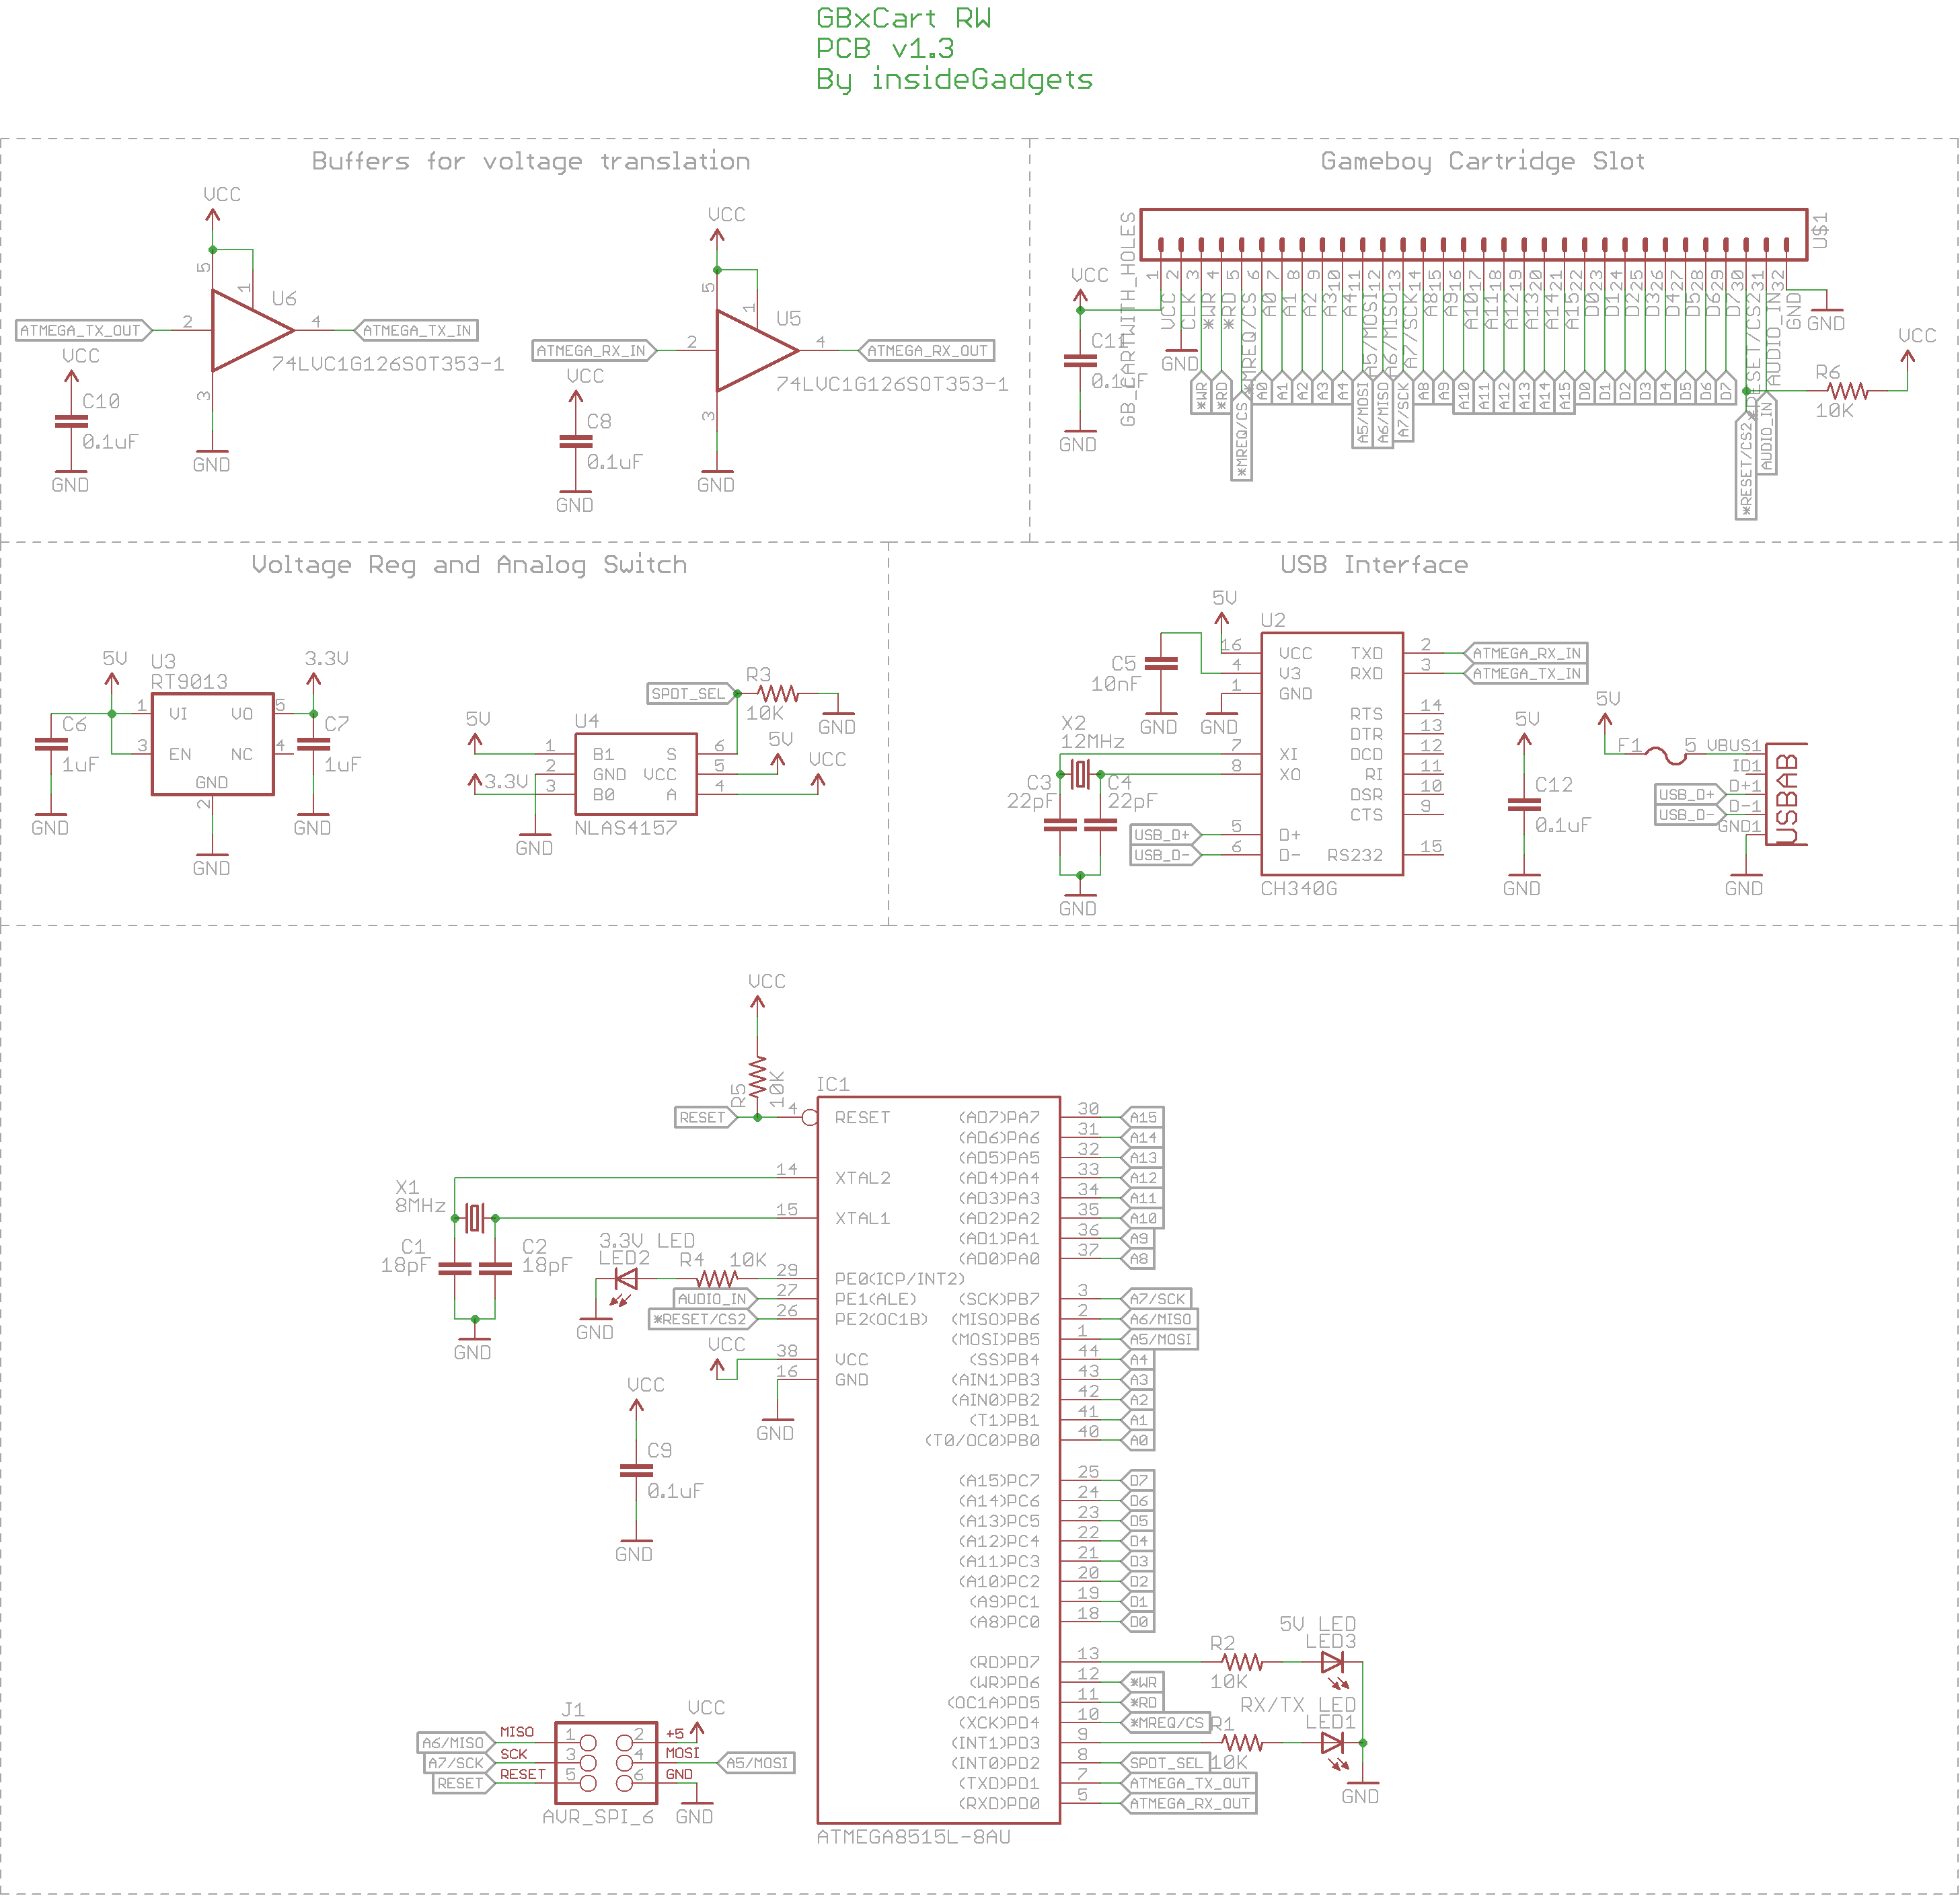 GBxCart RW
PCB v1.3
By insideGadgets
Buffers for voltage translation
VCC
5
1
U6
ATMEGA_TX_OUT
2
4
ATMEGA_TX_IN
74LVC1G126SOT353-1
3
GND
VCC
C10
0.1uF
GND
VCC
5
1
U5
ATMEGA_RX_IN
2
4
ATMEGA_RX_OUT
74LVC1G126SOT353-1
3
GND
VCC
C8
0.1uF
GND
Gameboy Cartridge Slot
GB_CARTWITH_HOLES
U$1
1 2 3 4 5 6 7 8 9 10 11 12 13 14 15 16 17 18 19 20 21 22 23 24 25 26 27 28 29 30 31 32
VCC CLK *WR *RD *MREQ/CS A0 A1 A2 A3 A4 A5/MOSI A6/MISO A7/SCK A8 A9 A10 A11 A12 A13 A14 A15 D0 D1 D2 D3 D4 D5 D6 D7 *RESET/CS2 AUDIO_IN GND
VCC
C11
0.1uF
GND
GND
*WR *RD *MREQ/CS A0 A1 A2 A3 A4 A5/MOSI A6/MISO A7/SCK A8 A9 A10 A11 A12 A13 A14 A15 D0 D1 D2 D3 D4 D5 D6 D7 *RESET/CS2 AUDIO_IN
GND
VCC
R6
10K
Voltage Reg and Analog Switch
5V
U3
RT9013
3.3V
1 VI VO 5
3 EN NC 4
GND
2
GND
C6
1uF
GND
C7
1uF
GND
SPDT_SEL
R3
10K
GND
5V
U4
1 B1 S 6
2 GND VCC 5
3 B0 A 4
3.3V
5V
VCC
NLAS4157
GND
USB Interface
5V
U2
16 VCC TXD 2
ATMEGA_RX_IN
4 V3 RXD 3
ATMEGA_TX_IN
1 GND
RTS 14
DTR 13
7 XI DCD 12
8 XO RI 11
DSR 10
CTS 9
5 D+
6 D- RS232 15
CH340G
C5
10nF
GND
GND
X2
12MHz
C3
22pF
C4
22pF
GND
USB_D+
USB_D-
5V
C12
0.1uF
GND
5V
F1
5 VBUS1
ID1
USB_D+ D+1
USB_D- D-1
GND1
USBAB
GND
VCC
R5
10K
IC1
RESET
4 RESET
14 XTAL2
15 XTAL1
X1
8MHz
C1
18pF
C2
18pF
GND
3.3V LED
LED2
R4
10K
GND
29 PE0(ICP/INT2)
AUDIO_IN 27 PE1(ALE)
*RESET/CS2 26 PE2(OC1B)
VCC
38 VCC
16 GND
GND
VCC
C9
0.1uF
GND
(AD7)PA7 30 A15
(AD6)PA6 31 A14
(AD5)PA5 32 A13
(AD4)PA4 33 A12
(AD3)PA3 34 A11
(AD2)PA2 35 A10
(AD1)PA1 36 A9
(AD0)PA0 37 A8
(SCK)PB7 3 A7/SCK
(MISO)PB6 2 A6/MISO
(MOSI)PB5 1 A5/MOSI
(SS)PB4 44 A4
(AIN1)PB3 43 A3
(AIN0)PB2 42 A2
(T1)PB1 41 A1
(T0/OC0)PB0 40 A0
(A15)PC7 25 D7
(A14)PC6 24 D6
(A13)PC5 23 D5
(A12)PC4 22 D4
(A11)PC3 21 D3
(A10)PC2 20 D2
(A9)PC1 19 D1
(A8)PC0 18 D0
(RD)PD7 13
(WR)PD6 12 *WR
(OC1A)PD5 11 *RD
(XCK)PD4 10 *MREQ/CS
(INT1)PD3 9
(INT0)PD2 8 SPDT_SEL
(TXD)PD1 7 ATMEGA_TX_OUT
(RXD)PD0 5 ATMEGA_RX_OUT
ATMEGA8515L-8AU
R2
10K
5V LED
LED3
RX/TX LED
LED1
R1
10K
GND
J1
VCC
A6/MISO MISO 1 2 +5
A7/SCK SCK 3 4 MOSI A5/MOSI
RESET RESET 5 6 GND
AVR_SPI_6
GND